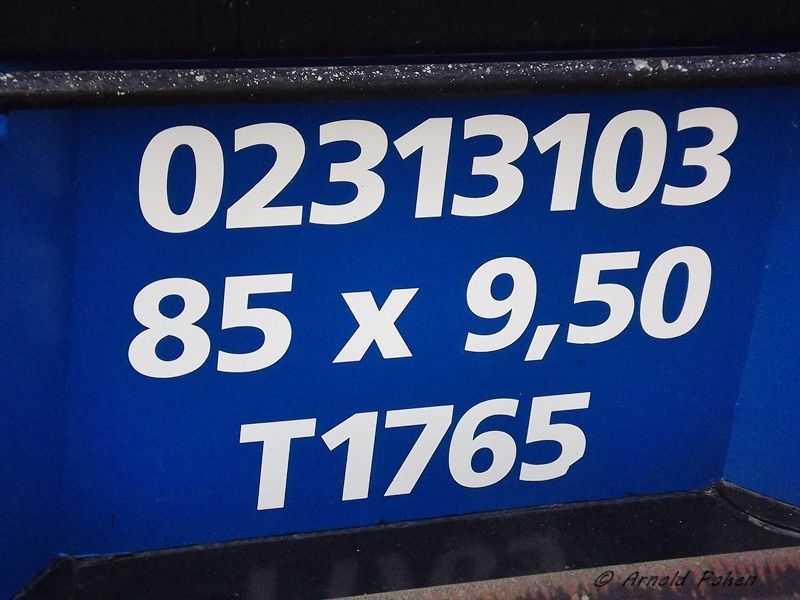 02313103
85 x 9,50
T1765
© Arnold Pohen